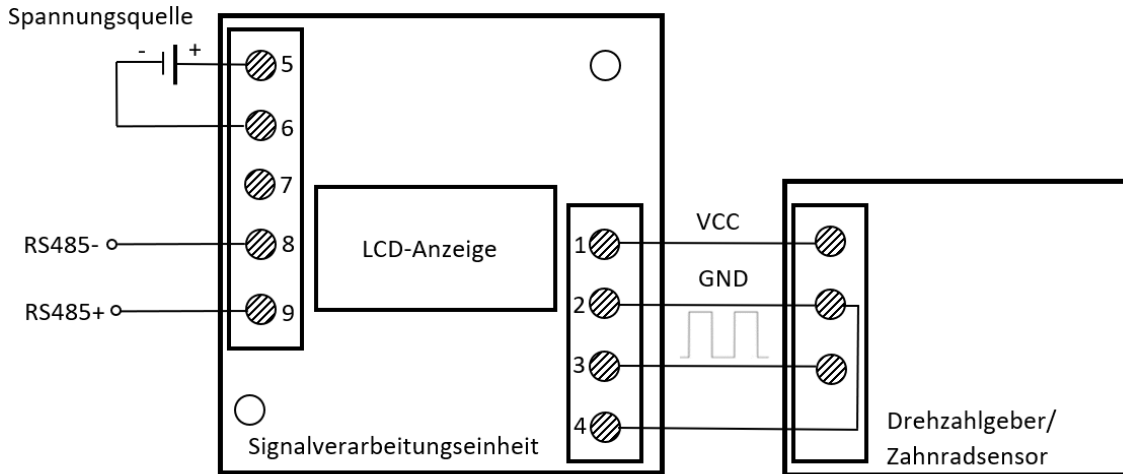 Spannungsquelle
- +
5
6
7
RS485- 8
RS485+ 9
LCD-Anzeige
1 VCC
2 GND
3
4
Signalverarbeitungseinheit
Drehzahlgeber/
Zahnradsensor